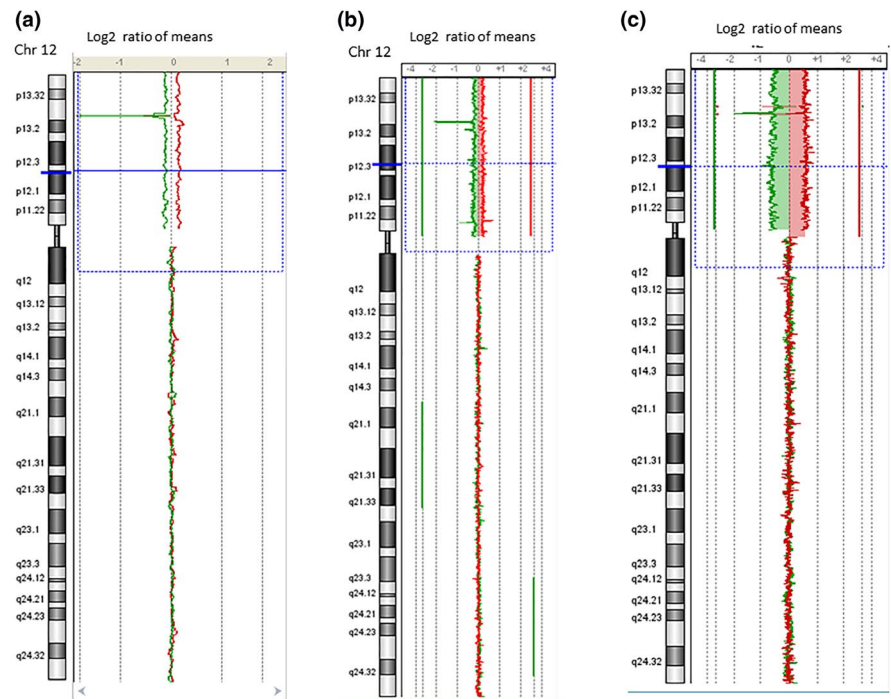 (a)
Log2 ratio of means
Chr 12
-2 -1 0 1 2
p13.32
p13.2
p12.3
p12.1
p11.22
q12
q13.12
q13.2
q14.1
q14.3
q21.1
q21.31
q21.33
q23.1
q23.3
q24.12
q24.21
q24.23
q24.32
(b)
Log2 ratio of means
Chr 12
-4 -2 -1 0 +1 +2 +4
p13.32
p13.2
p12.3
p12.1
p11.22
q12
q13.12
q13.2
q14.1
q14.3
q21.1
q21.31
q21.33
q23.1
q23.3
q24.12
q24.21
q24.23
q24.32
(c)
Log2 ratio of means
-4 -2 -1 0 +1 +2 +4
p13.32
p13.2
p12.3
p12.1
p11.22
q12
q13.12
q13.2
q14.1
q14.3
q21.1
q21.31
q21.33
q23.1
q23.3
q24.12
q24.21
q24.23
q24.32